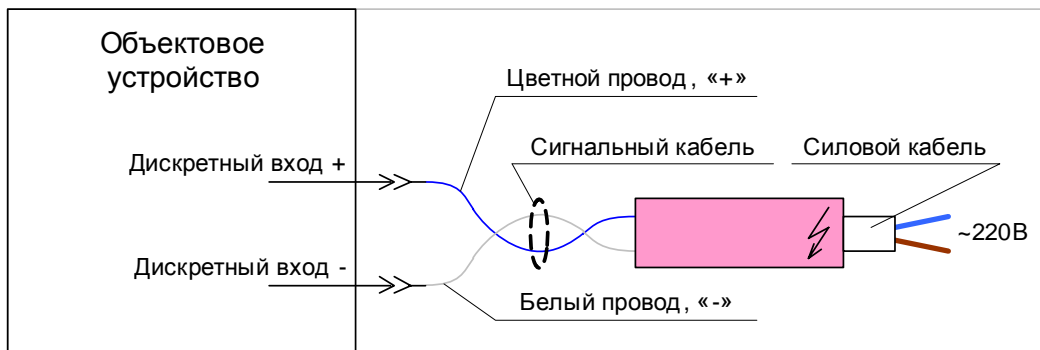 Объектовое
устройство
Цветной провод, «+»
Сигнальный кабель
Силовой кабель
Дискретный вход +
~220В
Дискретный вход -
Белый провод, «-»